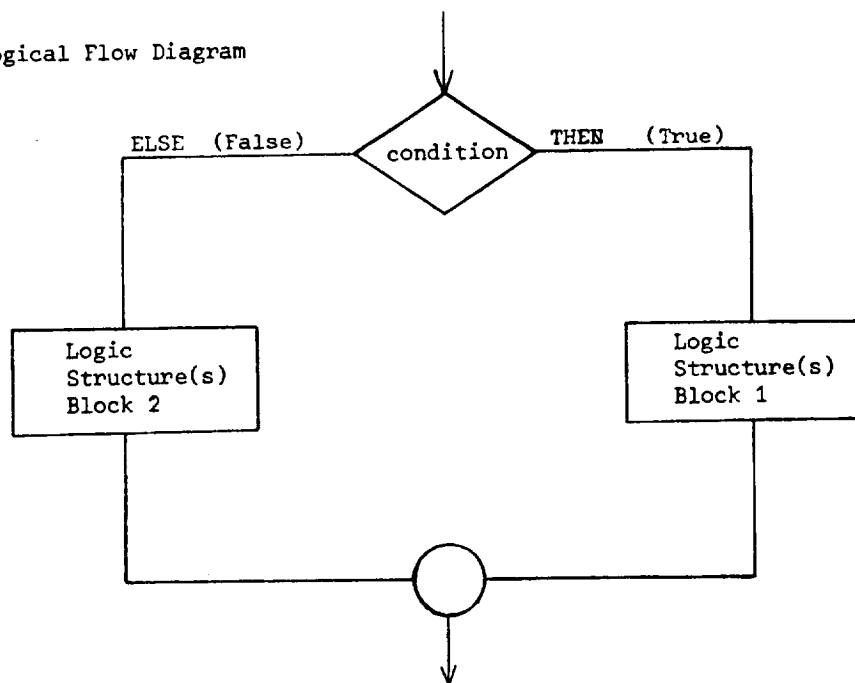 ogical Flow Diagram
ELSE (False)
condition
THEN (True)
Logic
Structure(s)
Block 2
Logic
Structure(s)
Block 1